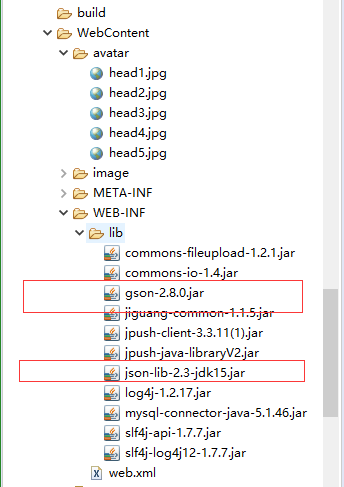 build
WebContent
avatar
head1.jpg
head2.jpg
head3.jpg
head4.jpg
head5.jpg
image
META-INF
WEB-INF
lib
commons-fileupload-1.2.1.jar
commons-io-1.4.jar
gson-2.8.0.jar
jiguang-common-1.1.5.jar
jpush-client-3.3.11(1).jar
jpush-java-libraryV2.jar
json-lib-2.3-jdk15.jar
log4j-1.2.17.jar
mysql-connector-java-5.1.46.jar
slf4j-api-1.7.7.jar
slf4j-log4j12-1.7.7.jar
web.xml